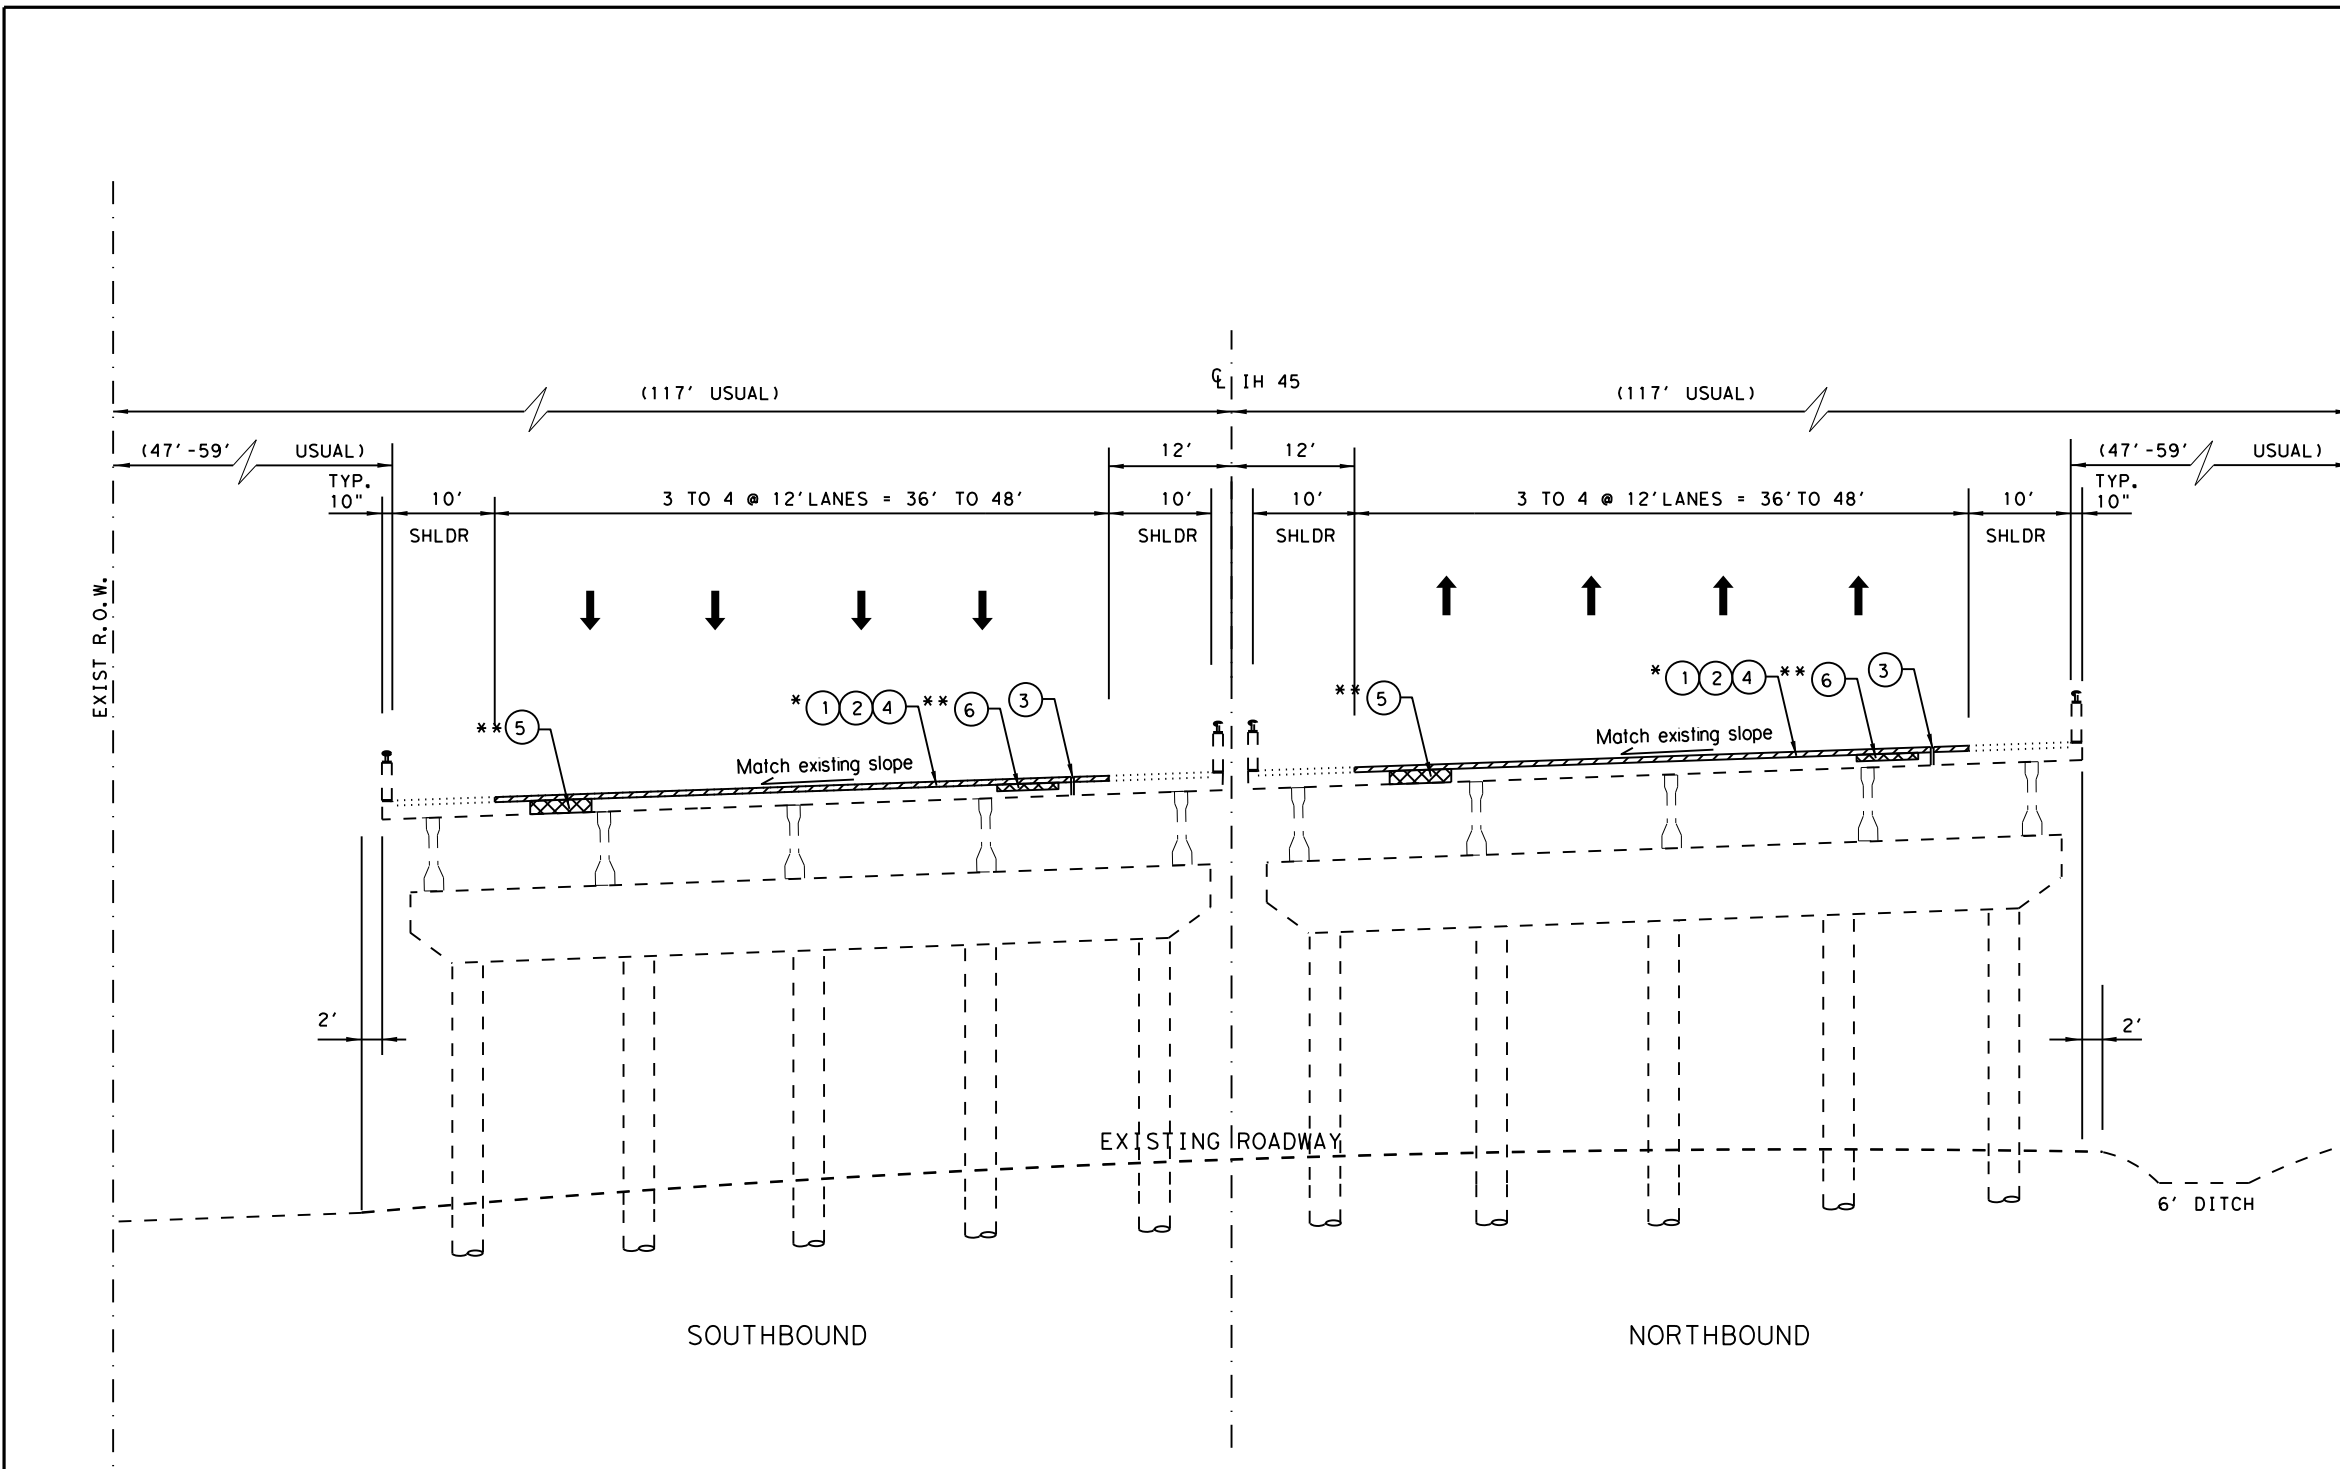 ℄ IH 45
(117' USUAL)
(117' USUAL)
(47'-59' USUAL)
12'
12'
(47'-59' USUAL)
TYP.
10"
10'
3 TO 4 @ 12' LANES = 36' TO 48'
10'
10'
3 TO 4 @ 12' LANES = 36' TO 48'
10'
TYP.
10"
SHLDR
SHLDR
SHLDR
SHLDR
EXIST R.O.W.
** 5
* 1 2 4
** 6
3
** 5
* 1 2 4
** 6
3
Match existing slope
Match existing slope
2'
2'
EXISTING ROADWAY
6' DITCH
SOUTHBOUND
NORTHBOUND